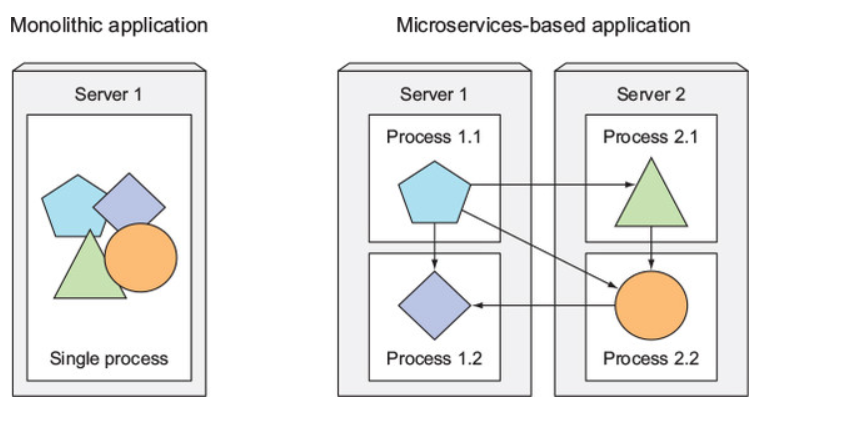 Monolithic application
Server 1
Single process
Microservices-based application
Server 1
Process 1.1
Process 1.2
Server 2
Process 2.1
Process 2.2